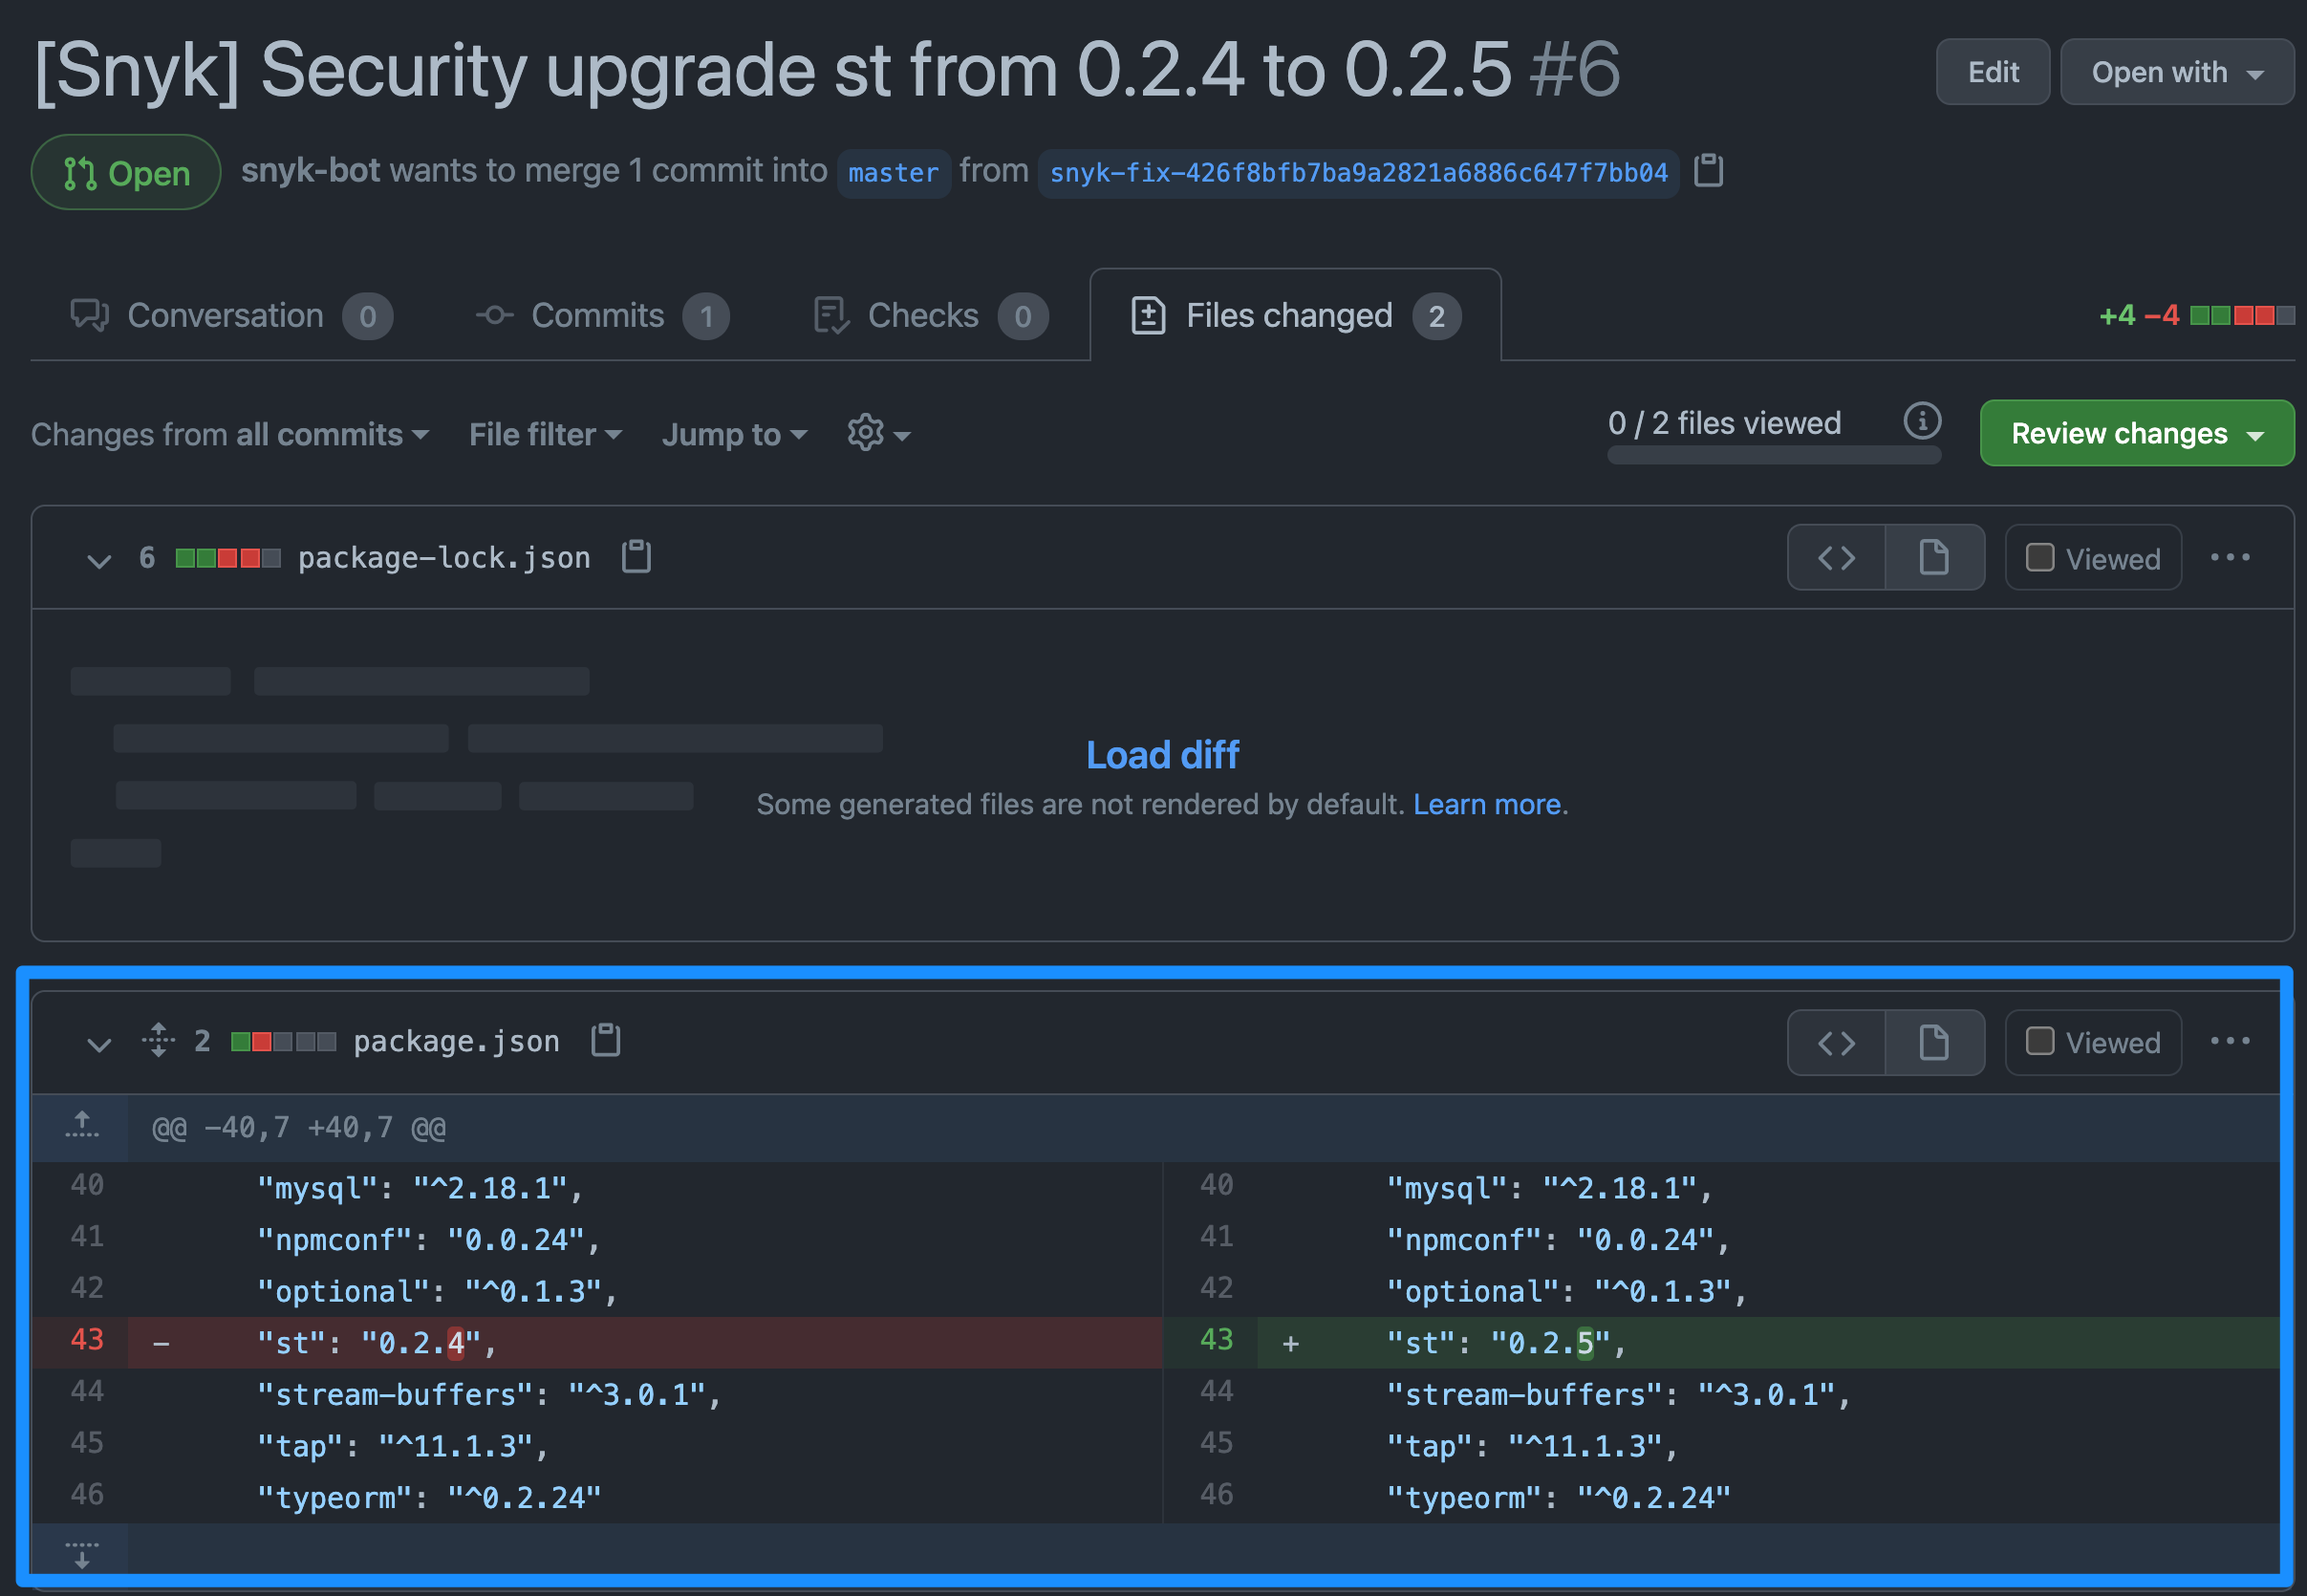 [Snyk] Security upgrade st from 0.2.4 to 0.2.5 #6
Edit
Open with
Open
snyk-bot wants to merge 1 commit into master from snyk-fix-426f8bfb7ba9a2821a6886c647f7bb04
Conversation 0
Commits 1
Checks 0
Files changed 2
+4 −4
Changes from all commits
File filter
Jump to
0 / 2 files viewed
Review changes
6 package-lock.json
Viewed
Load diff
Some generated files are not rendered by default. Learn more.
2 package.json
Viewed
@@ -40,7 +40,7 @@
40 "mysql": "^2.18.1",
41 "npmconf": "0.0.24",
42 "optional": "^0.1.3",
43 - "st": "0.2.4",
44 "stream-buffers": "^3.0.1",
45 "tap": "^11.1.3",
46 "typeorm": "^0.2.24"
40 "mysql": "^2.18.1",
41 "npmconf": "0.0.24",
42 "optional": "^0.1.3",
43 + "st": "0.2.5",
44 "stream-buffers": "^3.0.1",
45 "tap": "^11.1.3",
46 "typeorm": "^0.2.24"